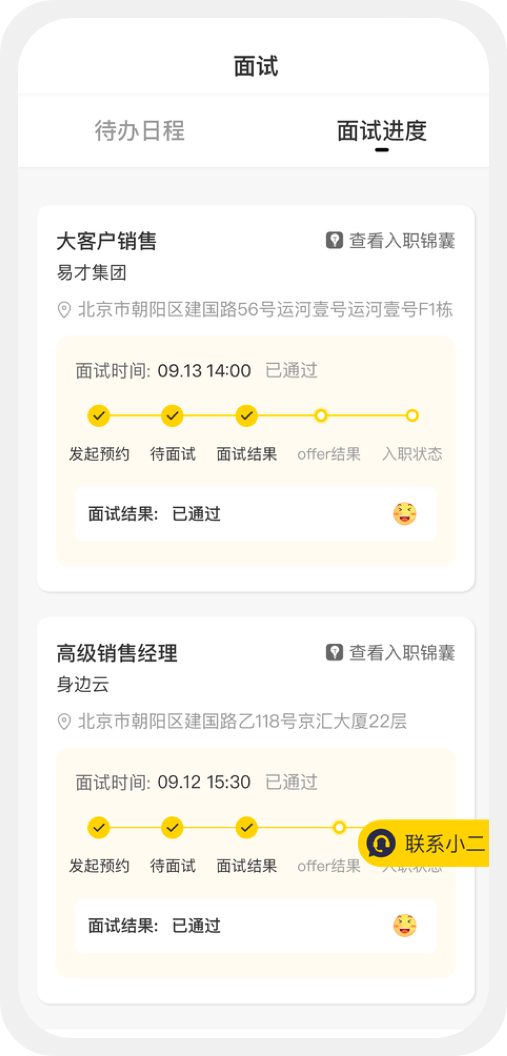 面试
待办日程 面试进度
大客户销售 查看入职锦囊
易才集团
北京市朝阳区建国路56号运河壹号运河壹号F1栋
面试时间: 09.13 14:00 已通过
发起预约 待面试 面试结果 offer结果 入职状态
面试结果: 已通过
高级销售经理 查看入职锦囊
身边云
北京市朝阳区建国路乙118号京汇大厦22层
面试时间: 09.12 15:30 已通过
联系小二
发起预约 待面试 面试结果 offer结果 入职状态
面试结果: 已通过